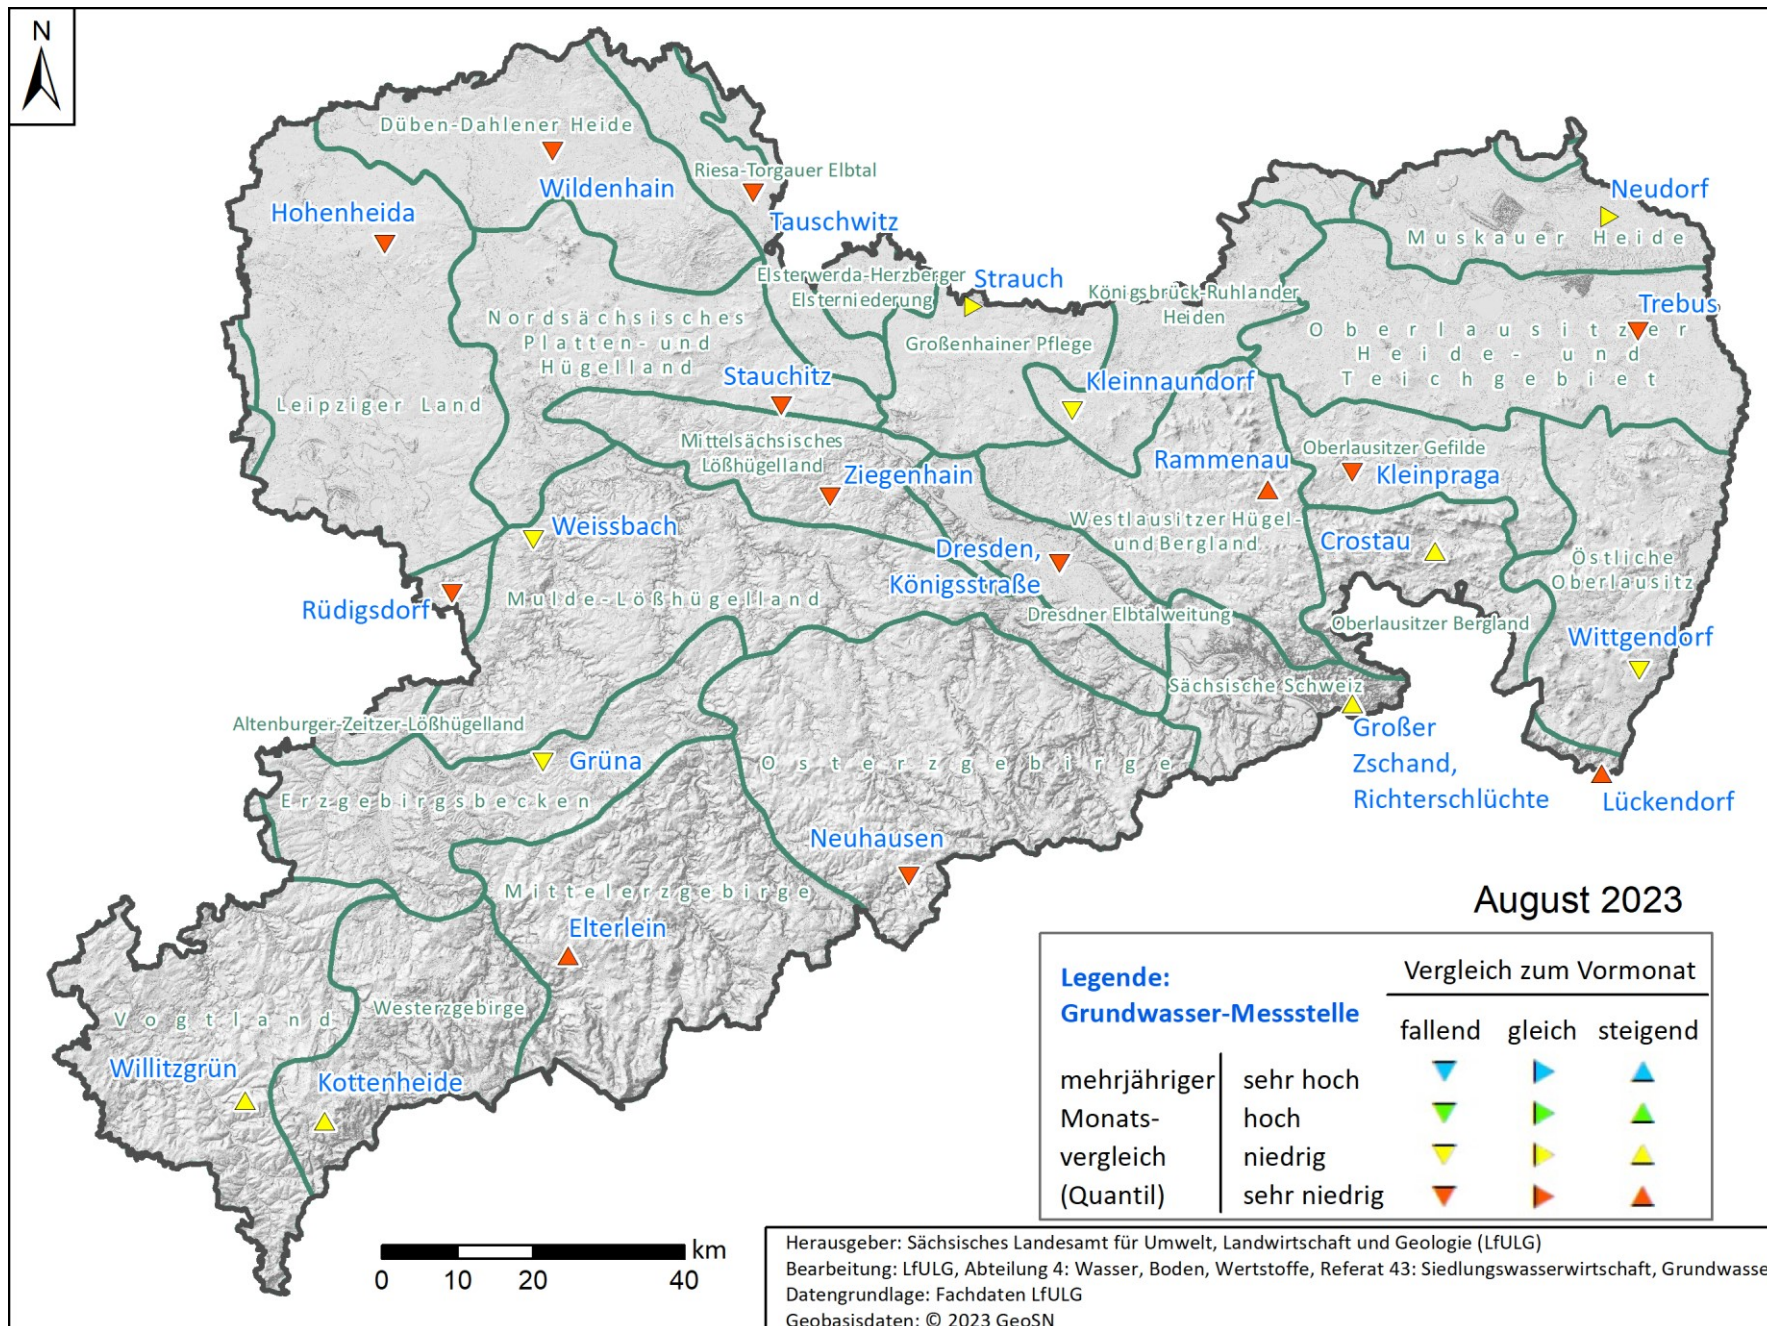 N
Düben-Dahlener Heide
Wildenhain
Riesa-Torgauer Elbtal
Tauschwitz
Hohenheida
Neudorf
Muskauer Heide
Elsterwerda-Herzberger
Elsterniederung
Strauch
Königsbrück-Ruhlander
Heiden
Trebus
Oberlausitzer
Heide- und
Teichgebiet
Nordsächsisches
Platten- und
Hügelland
Großenhainer Pflege
Stauchitz
Kleinnaundorf
Leipziger Land
Mittelsächsisches
Lößhügelland
Ziegenhain
Rammenau
Oberlausitzer Gefilde
Kleinpraga
Weissbach
Westlausitzer Hügel-
und Bergland
Crostau
Dresden,
Königsstraße
Östliche
Oberlausitz
Rüdigsdorf
Mulde-Lößhügelland
Dresdner Elbtalweitung
Oberlausitzer Bergland
Wittgendorf
Sächsische Schweiz
Altenburger-Zeitzer-Lößhügelland
Großer
Zschand,
Richterschlüchte
Grüna
Osterzgebirge
Lückendorf
Erzgebirgsbecken
Neuhausen
Mittelerzgebirge
Elterlein
Westerzgebirge
Vogtland
Willitzgrün
Kottenheide
August 2023
Legende:
Grundwasser-Messstelle
Vergleich zum Vormonat
fallend gleich steigend
mehrjähriger sehr hoch
Monats- hoch
vergleich niedrig
(Quantil) sehr niedrig
km
0 10 20 40
Herausgeber: Sächsisches Landesamt für Umwelt, Landwirtschaft und Geologie (LfULG)
Bearbeitung: LfULG, Abteilung 4: Wasser, Boden, Wertstoffe, Referat 43: Siedlungswasserwirtschaft, Grundwasse
Datengrundlage: Fachdaten LfULG
Geobasisdaten: © 2023 GeoSN